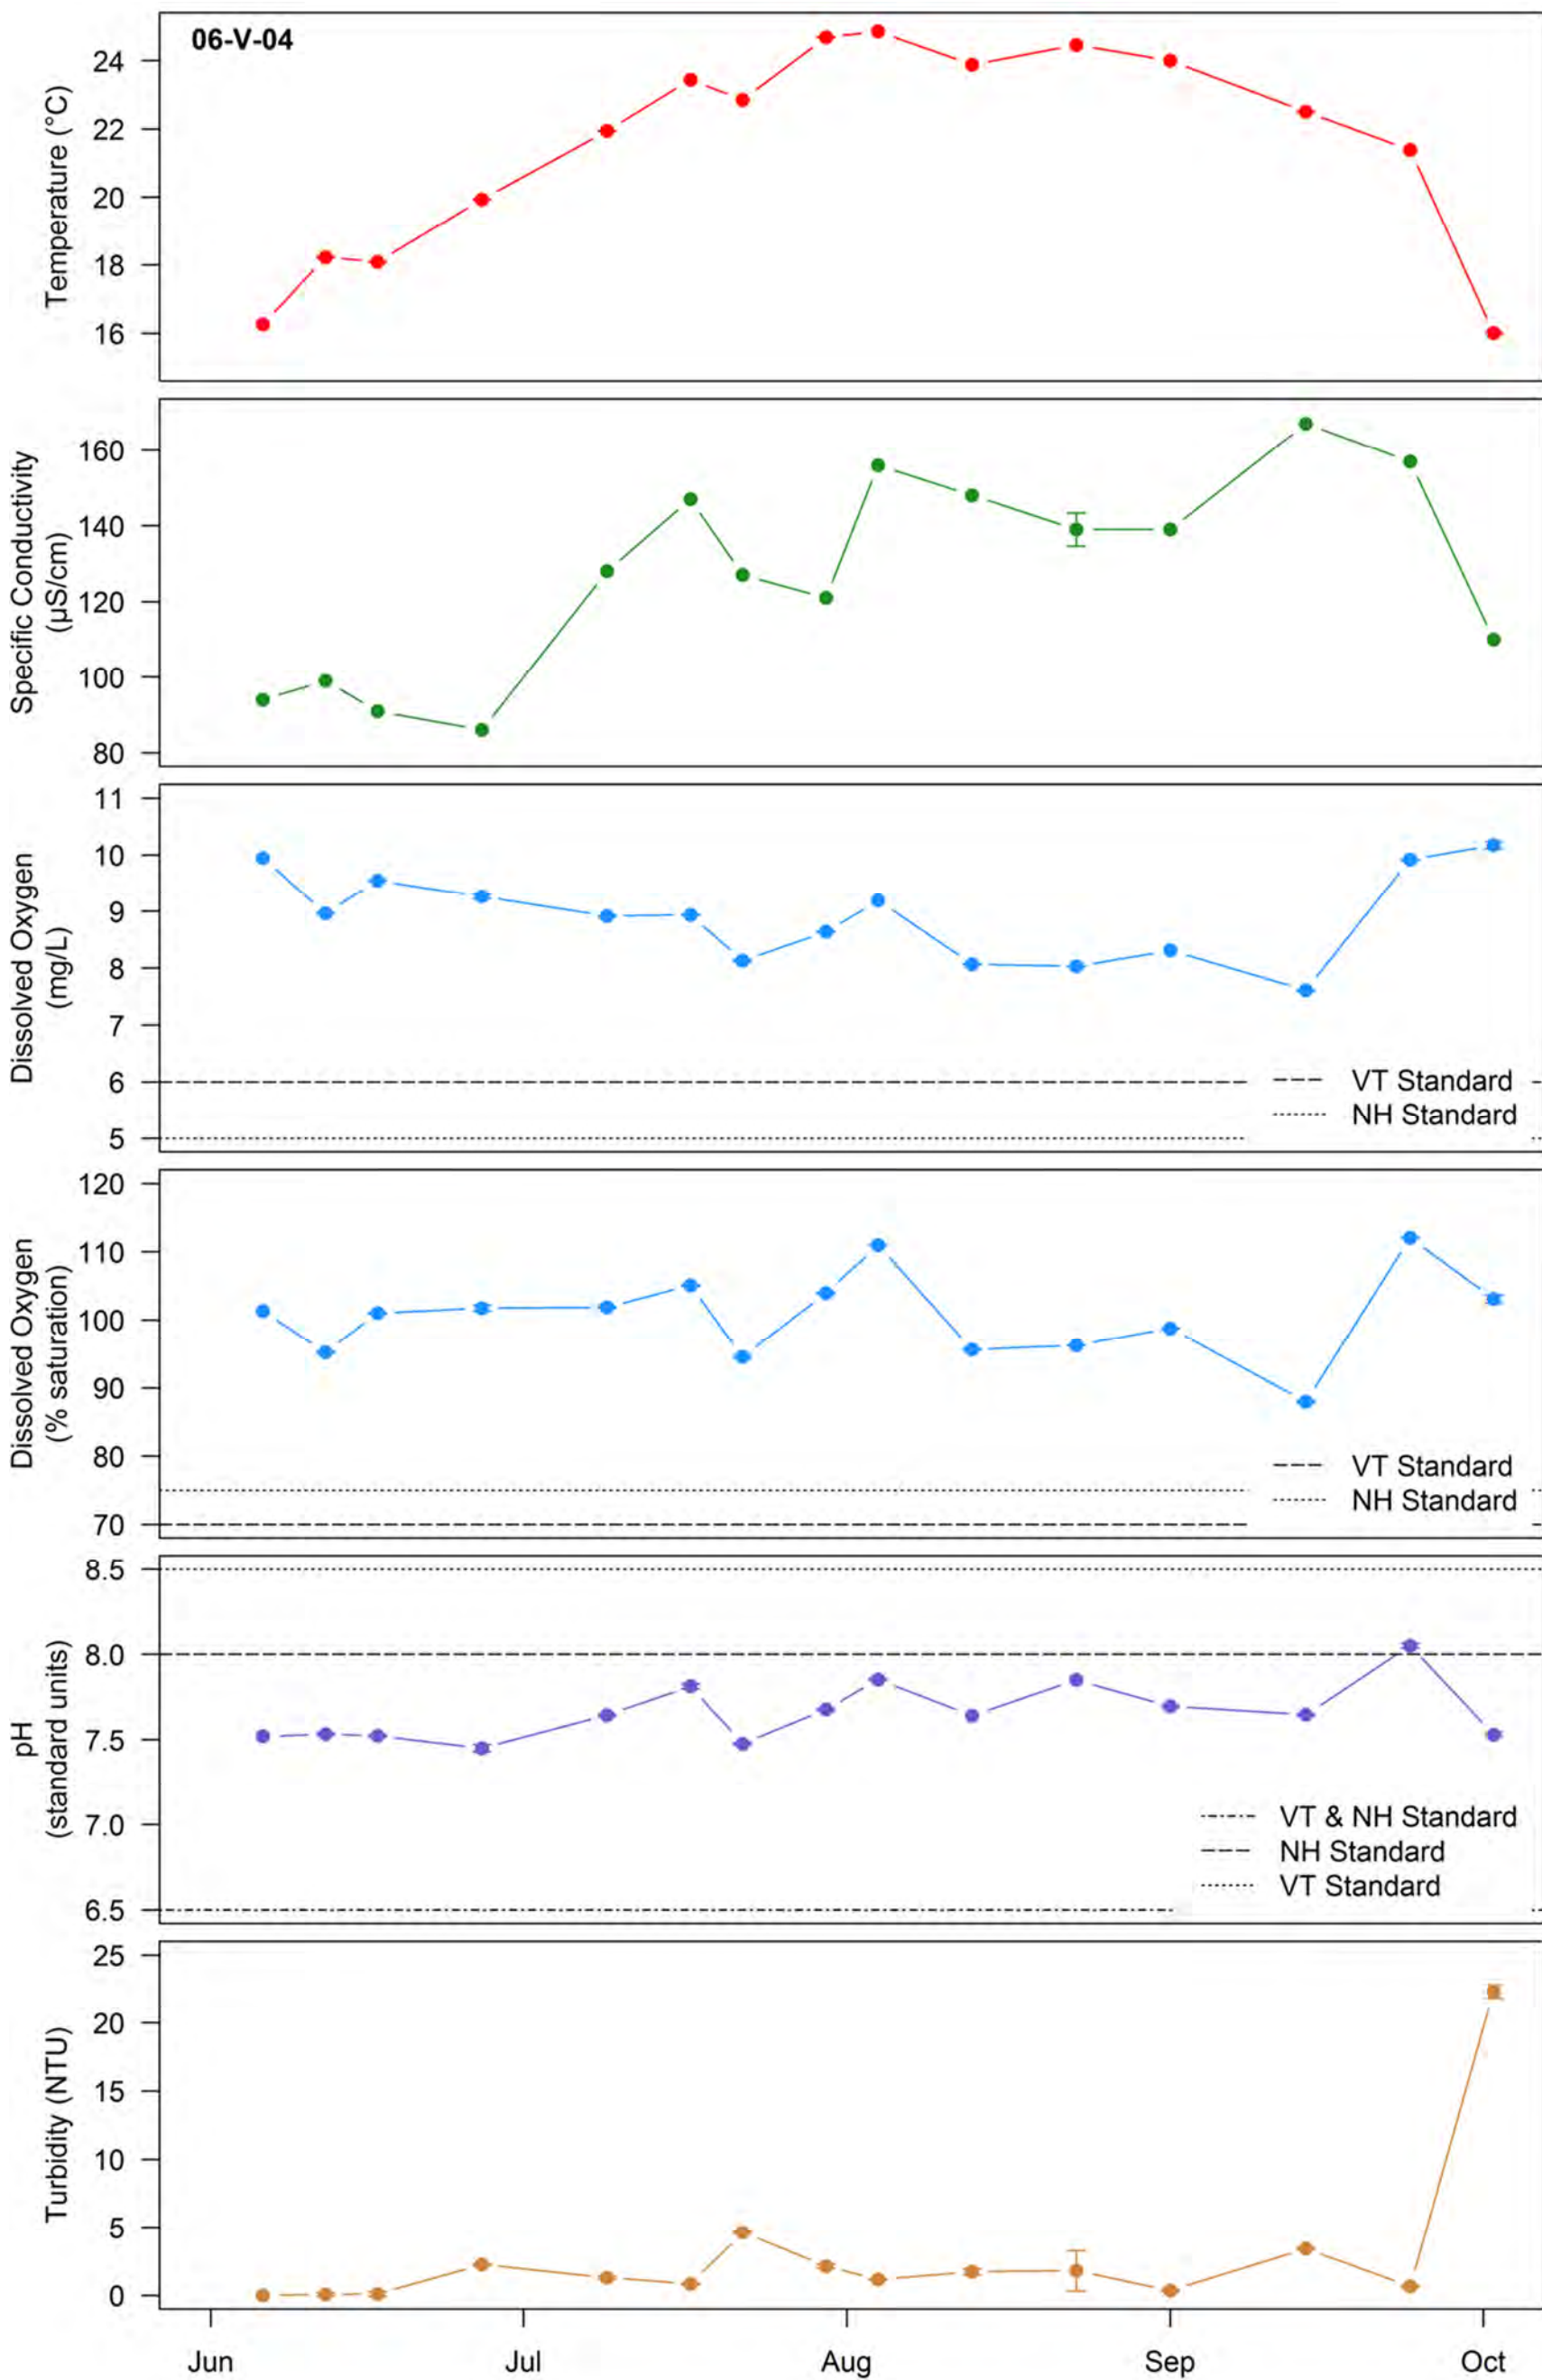 06-V-04
Temperature (°C)
24
22
20
18
16
Specific Conductivity
(µS/cm)
160
140
120
100
80
Dissolved Oxygen
(mg/L)
11
10
9
8
7
6
5
VT Standard
NH Standard
Dissolved Oxygen
(% saturation)
120
110
100
90
80
70
VT Standard
NH Standard
pH
(standard units)
8.5
8.0
7.5
7.0
6.5
VT & NH Standard
NH Standard
VT Standard
Turbidity (NTU)
25
20
15
10
5
0
Jun Jul Aug Sep Oct